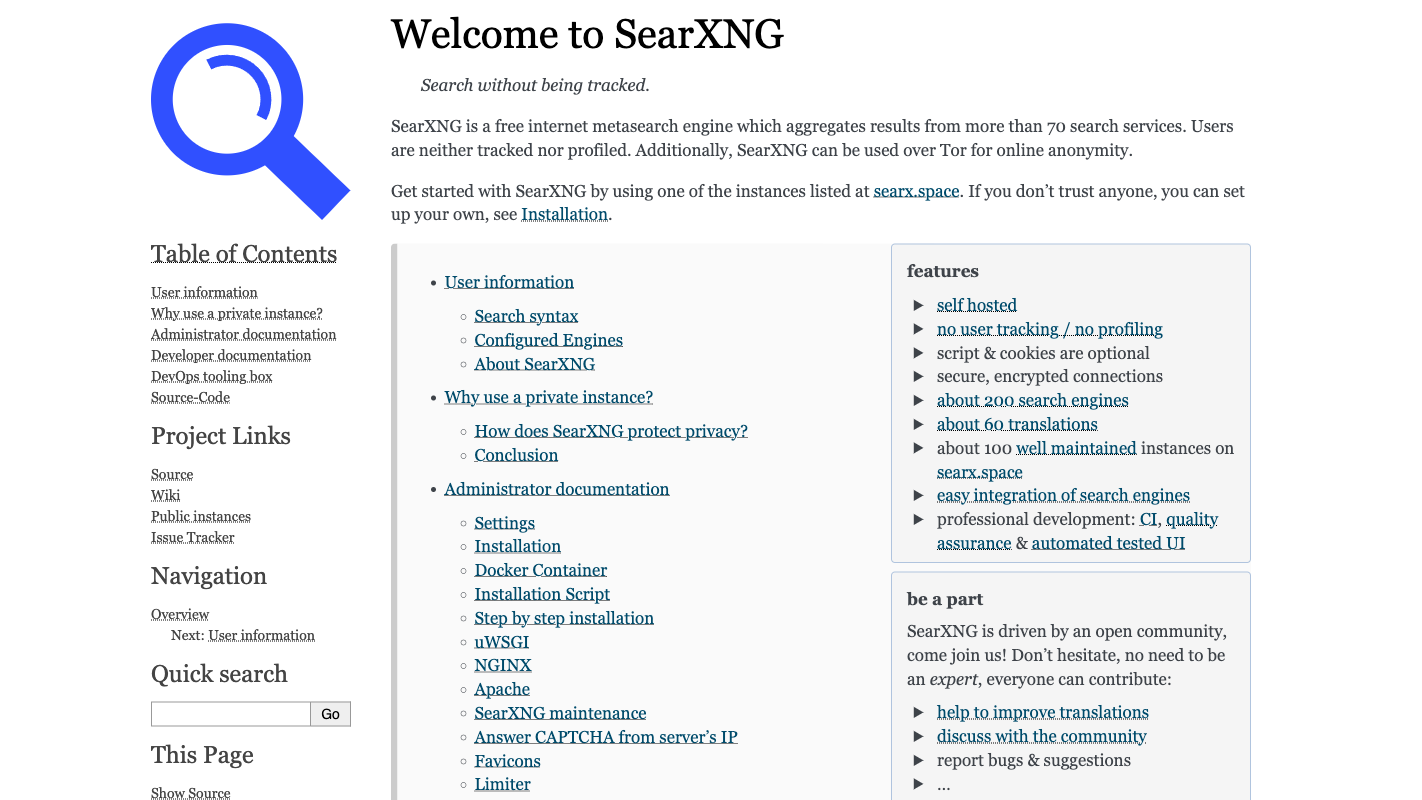 Welcome to SearXNG
Search without being tracked.
SearXNG is a free internet metasearch engine which aggregates results from more than 70 search services. Users
are neither tracked nor profiled. Additionally, SearXNG can be used over Tor for online anonymity.
Get started with SearXNG by using one of the instances listed at searx.space. If you don’t trust anyone, you can set
up your own, see Installation.
Table of Contents
User information
Why use a private instance?
Administrator documentation
Developer documentation
DevOps tooling box
Source-Code
Project Links
Source
Wiki
Public instances
Issue Tracker
Navigation
Overview
Next: User information
Quick search
Go
This Page
Show Source
• User information
◦ Search syntax
◦ Configured Engines
◦ About SearXNG
• Why use a private instance?
◦ How does SearXNG protect privacy?
◦ Conclusion
• Administrator documentation
◦ Settings
◦ Installation
◦ Docker Container
◦ Installation Script
◦ Step by step installation
◦ uWSGI
◦ NGINX
◦ Apache
◦ SearXNG maintenance
◦ Answer CAPTCHA from server’s IP
◦ Favicons
◦ Limiter
features
▶ self hosted
▶ no user tracking / no profiling
▶ script & cookies are optional
▶ secure, encrypted connections
▶ about 200 search engines
▶ about 60 translations
▶ about 100 well maintained instances on
searx.space
▶ easy integration of search engines
▶ professional development: CI, quality
assurance & automated tested UI
be a part
SearXNG is driven by an open community,
come join us! Don’t hesitate, no need to be
an expert, everyone can contribute:
▶ help to improve translations
▶ discuss with the community
▶ report bugs & suggestions
▶ …